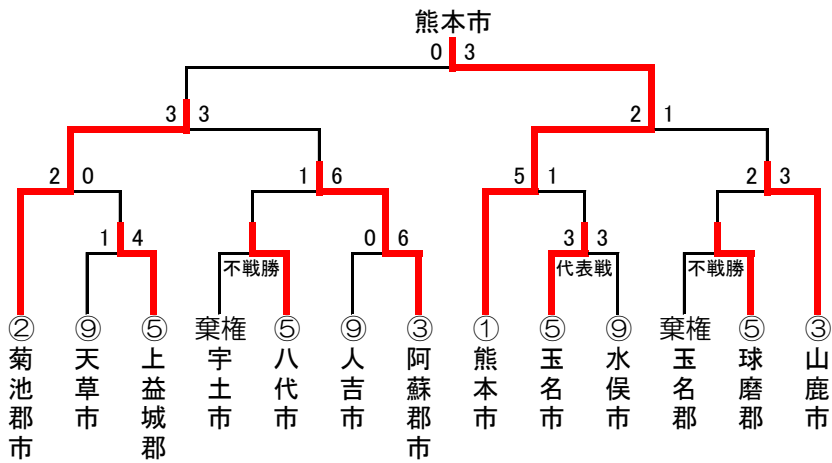 熊本市
0 3
3 3
2 1
2 0
1 6
5 1
2 3
1 4
0 6
3 3
不戦勝
代表戦
不戦勝
② ⑨ ⑤ 棄権 ⑤ ⑨ ③ ① ⑤ ⑨ 棄権 ⑤ ③
菊池郡市
天草市
上益城郡
宇土市
八代市
人吉市
阿蘇郡市
熊本市
玉名市
水俣市
玉名郡
球磨郡
山鹿市